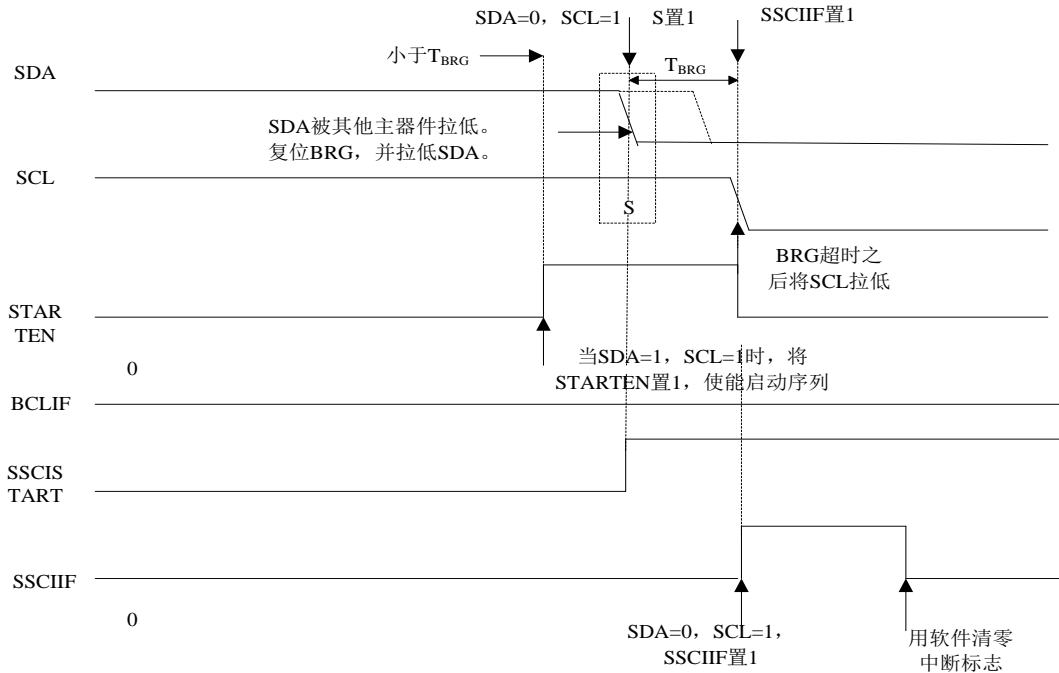 SDA=0，SCL=1 S置1 SSCIIF置1
小于TBRG
SDA
TBRG
SDA被其他主器件拉低。
复位BRG，并拉低SDA。
SCL
S
BRG超时之
后将SCL拉低
STAR
TEN
0
当SDA=1，SCL=1时，将
STARTEN置1，使能启动序列
BCLIF
SSCIS
TART
SSCIIF
0
SDA=0，SCL=1，
SSCIIF置1
用软件清零
中断标志